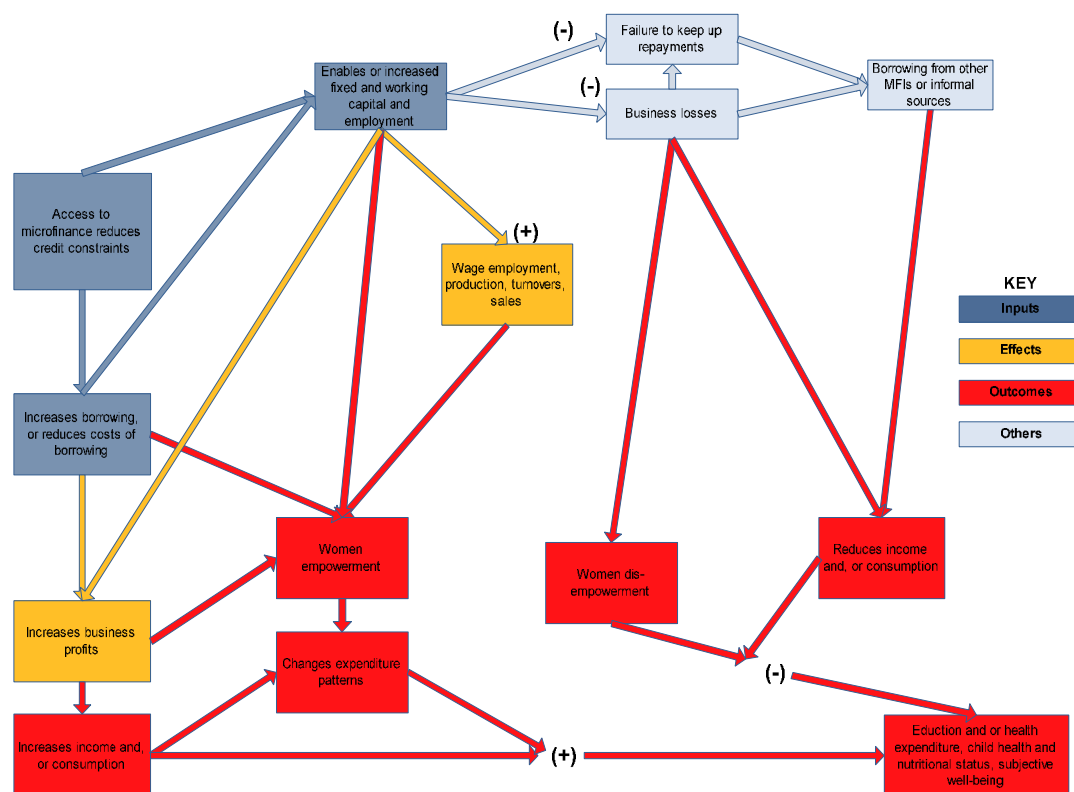 (-)
Failure to keep up
repayments
Enables or increased
fixed and working
capital and
employment
(-)
Business losses
Borrowing from other
MFIs or informal
sources
Access to
microfinance reduces
credit constraints
(+)
Wage employment,
production, turnovers,
sales
KEY
Inputs
Effects
Outcomes
Others
Increases borrowing,
or reduces costs of
borrowing
Women
empowerment
Women dis-
empowerment
Reduces income
and, or consumption
Increases business
profits
Changes expenditure
patterns
(-)
Increases income and,
or consumption
(+)
Eduction and or health
expenditure, child health and
nutritional status, subjective
well-being